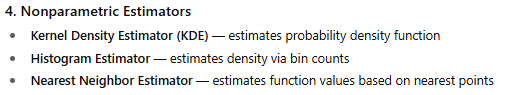 4. Nonparametric Estimators
• Kernel Density Estimator (KDE) — estimates probability density function
• Histogram Estimator — estimates density via bin counts
• Nearest Neighbor Estimator — estimates function values based on nearest points